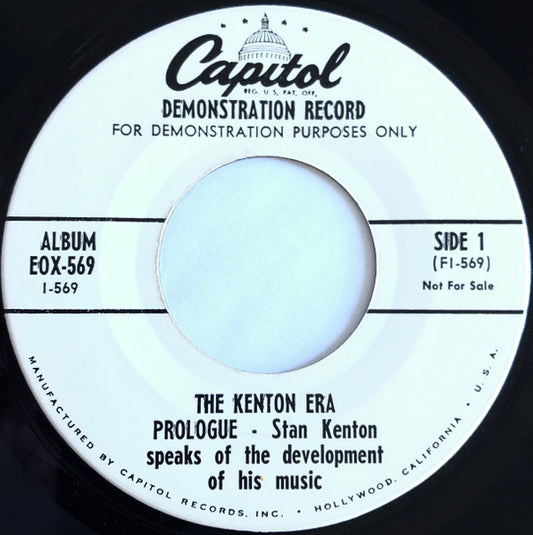 Capitol
REG. U.S. PAT. OFF.
DEMONSTRATION RECORD
FOR DEMONSTRATION PURPOSES ONLY
ALBUM
EOX-569
1-569
SIDE 1
(F1-569)
Not For Sale
THE KENTON ERA
PROLOGUE - Stan Kenton
speaks of the development
of his music
MANUFACTURED BY CAPITOL RECORDS, INC. • HOLLYWOOD, CALIFORNIA • U.S.A.